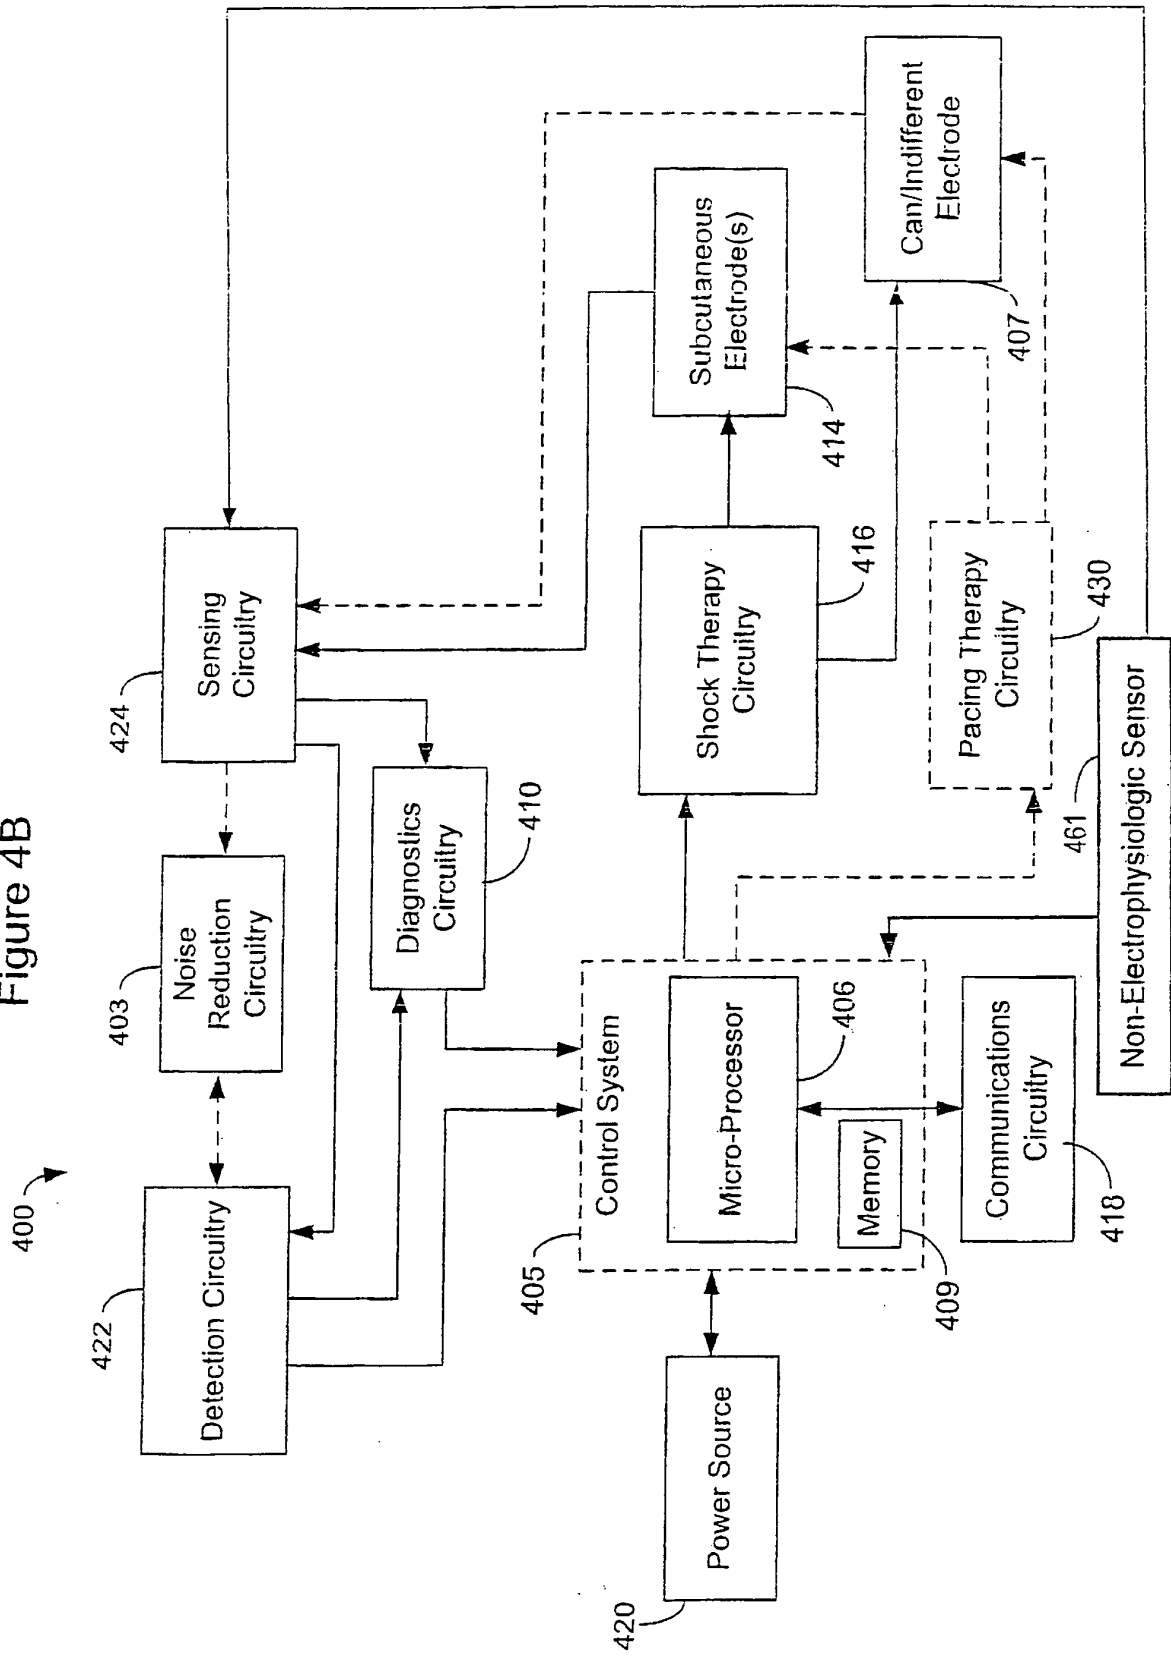 Figure 4B
400
422
Detection Circuitry
403
Noise
Reduction
Circuitry
424
Sensing
Circuitry
Diagnostics
Circuitry
410
405
Control System
Micro-Processor
406
Memory
409
Shock Therapy
Circuitry
416
Subcutaneous
Electrode(s)
414
Can/Indifferent
Electrode
407
420
Power Source
Communications
Circuitry
418
Pacing Therapy
Circuitry
430
461
Non-Electrophysiologic Sensor